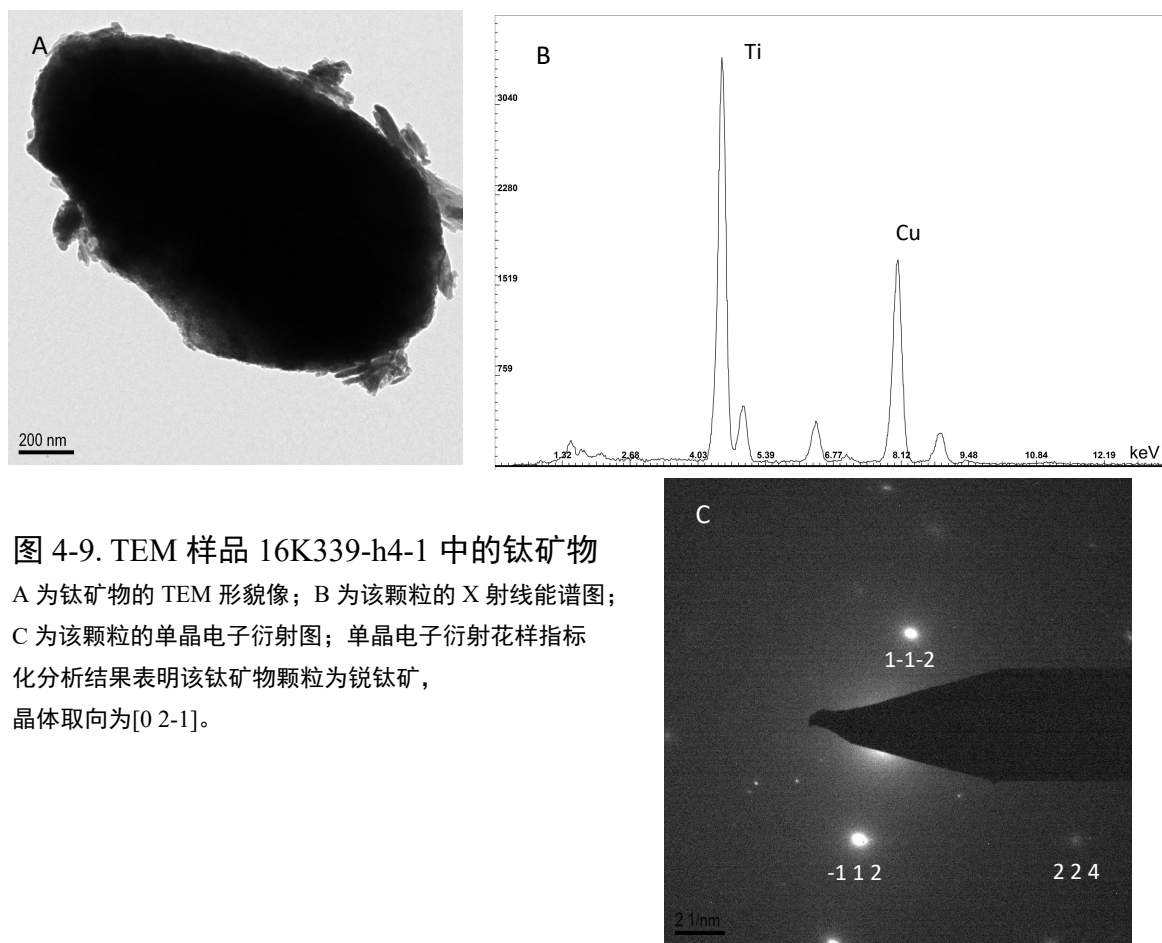 A
200 nm
B
Ti
Cu
3040
2280
1519
759
1.32 2.68 4.03 5.39 6.77 8.12 9.48 10.84 12.19 keV
图 4-9. TEM 样品 16K339-h4-1 中的钛矿物
A 为钛矿物的 TEM 形貌像；B 为该颗粒的 X 射线能谱图；
C 为该颗粒的单晶电子衍射图；单晶电子衍射花样指标
化分析结果表明该钛矿物颗粒为锐钛矿，
晶体取向为[0 2-1]。
C
1-1-2
-1 1 2
2 2 4
2 1/nm